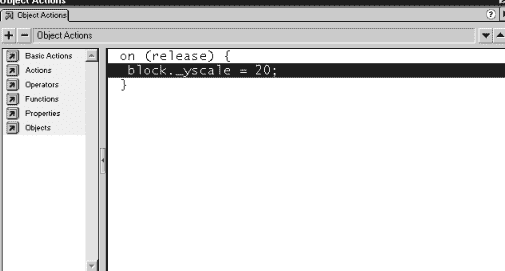 Object Actions
Object Actions
?
+ - Object Actions
Basic Actions
Actions
Operators
Functions
Properties
Objects
on (release) {
block._yscale = 20;
}